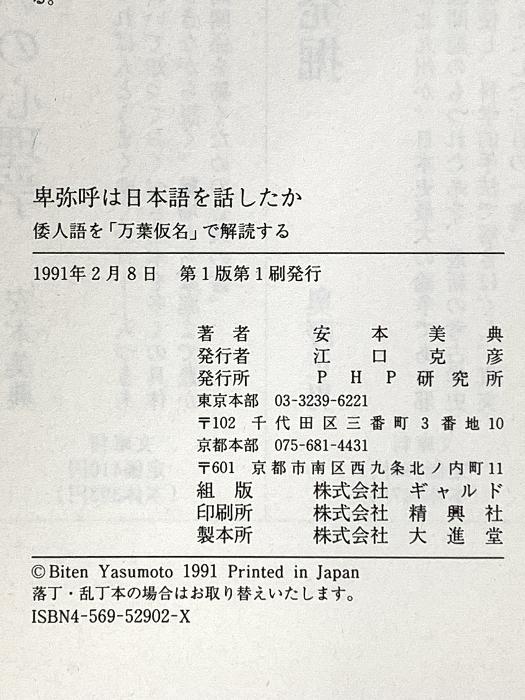 る。
卑弥呼は日本語を話したか
倭人語を「万葉仮名」で解読する
1991年2月8日 第1版第1刷発行
著者 安本美典
発行者 江口克彦
発行所 PHP研究所
東京本部 03-3239-6221
〒102 千代田区三番町3番地10
京都本部 075-681-4431
〒601 京都市南区西九条北ノ内町11
組版 株式会社 ギャルド
印刷所 株式会社 精興社
製本所 株式会社 大進堂
©Biten Yasumoto 1991 Printed in Japan
落丁・乱丁本の場合はお取り替えいたします。
ISBN4-569-52902-X